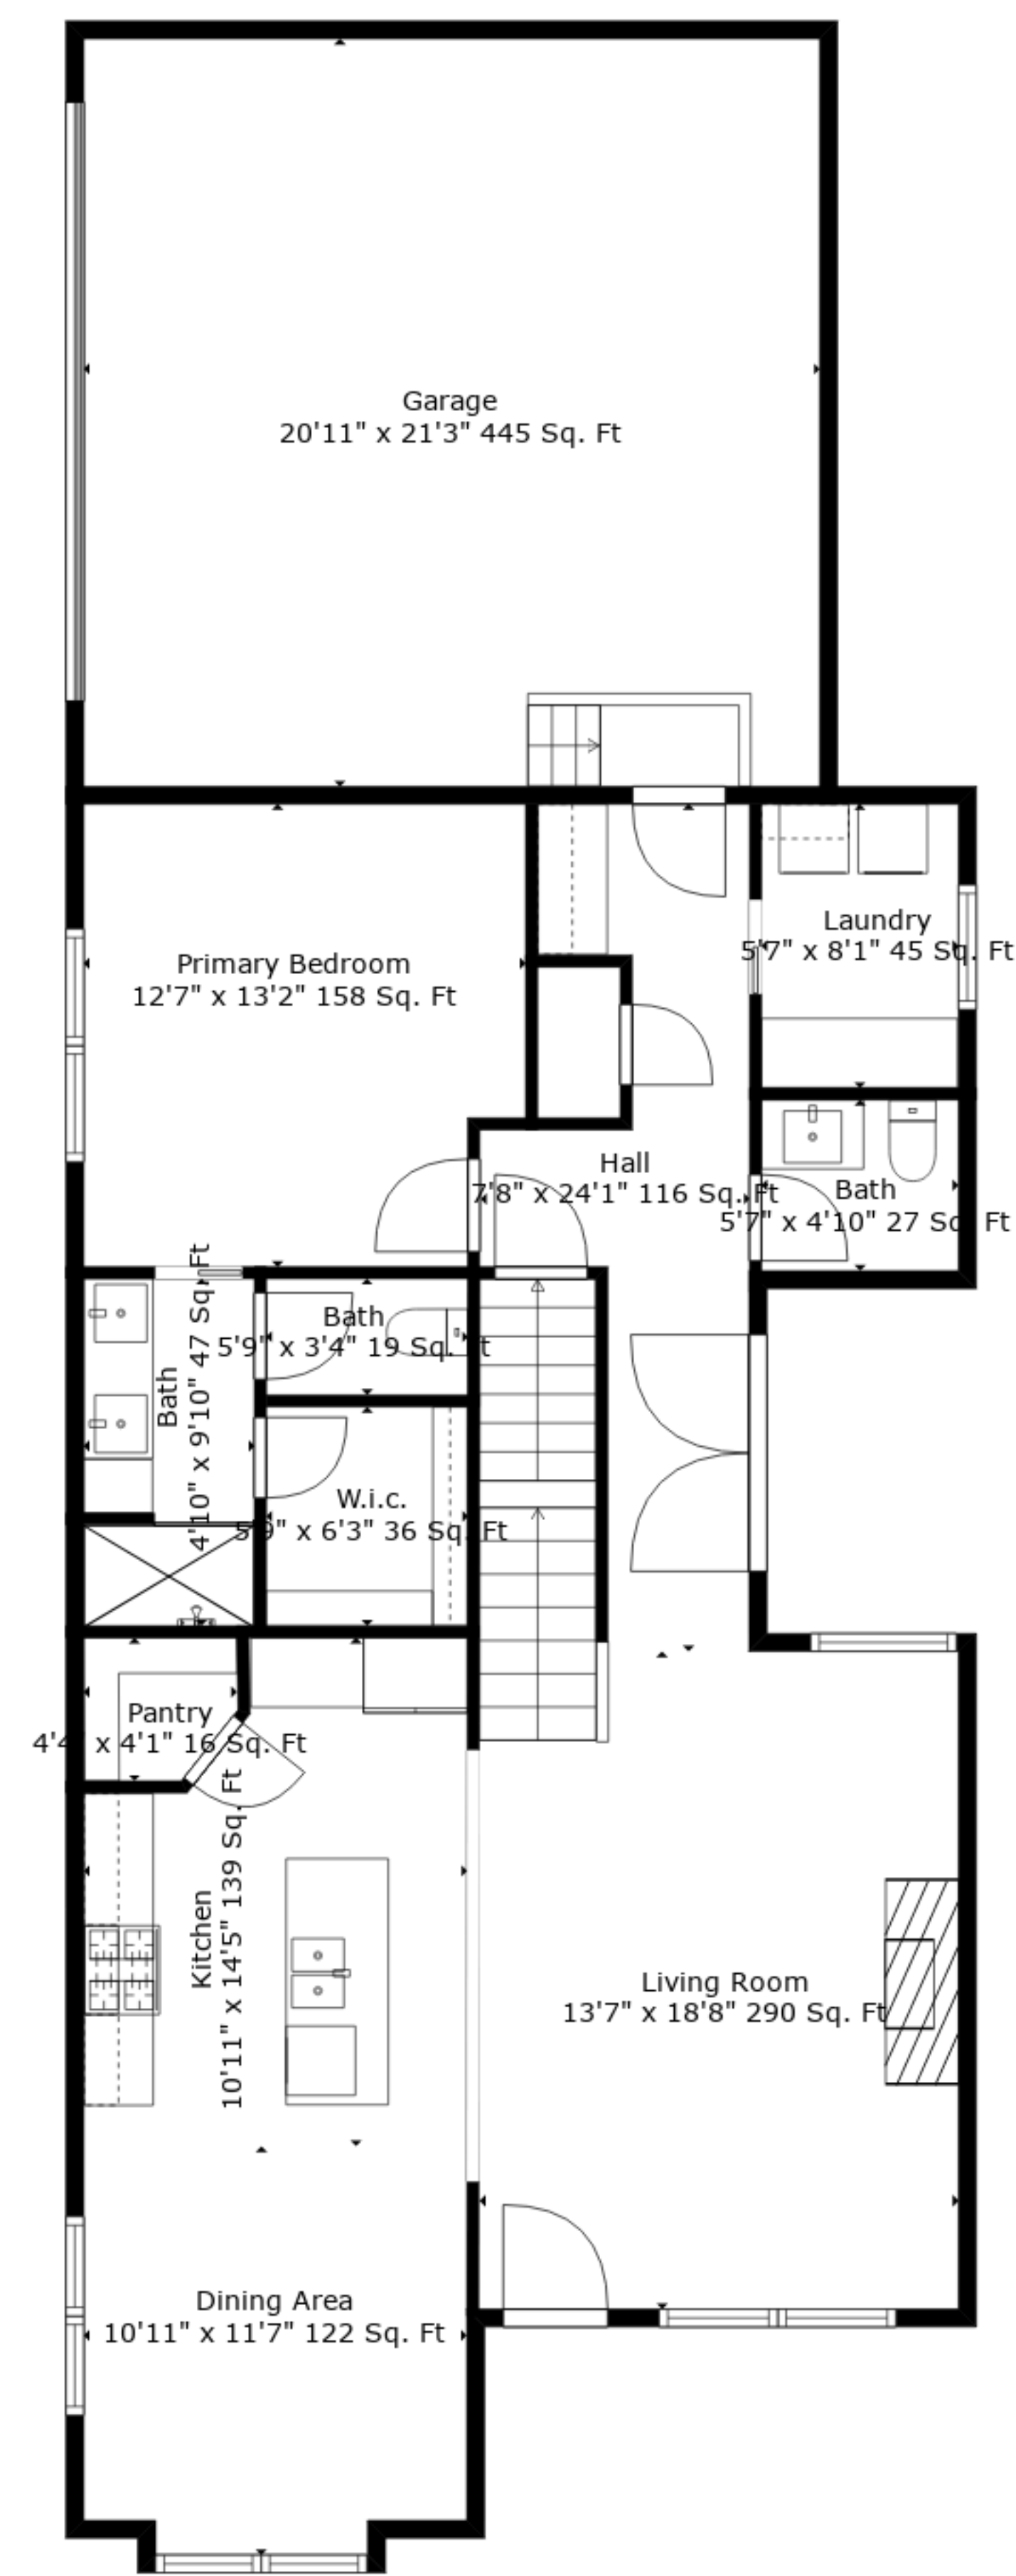 Garage
20'11" x 21'3" 445 Sq. Ft
Laundry
5'7" x 8'1" 45 Sq. Ft
Primary Bedroom
12'7" x 13'2" 158 Sq. Ft
Hall
7'8" x 24'1" 116 Sq. Ft
Bath
5'7" x 4'10" 27 Sq. Ft
Bath
5'9" x 3'4" 19 Sq. Ft
Bath
4'10" x 9'10" 47 Sq. Ft
W.i.c.
5'9" x 6'3" 36 Sq. Ft
Pantry
x 4'1" 16 Sq. Ft
Kitchen
10'11" x 14'5" 139 Sq. Ft
Living Room
13'7" x 18'8" 290 Sq. Ft
Dining Area
10'11" x 11'7" 122 Sq. Ft